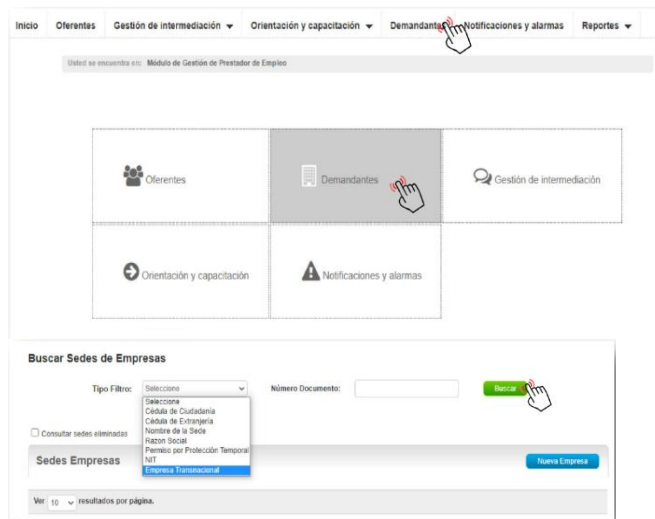 Inicio Oferentes Gestión de intermediación Orientación y capacitación Demandantes Notificaciones y alarmas Reportes
Usted se encuentra en: Módulo de Gestión de Prestador de Empleo
Oferentes
Demandantes
Gestión de intermediación
Orientación y capacitación
Notificaciones y alarmas
Buscar Sedes de Empresas
Tipo Filtro: Seleccione Número Documento: Buscar
Seleccione
Cédula de Ciudadanía
Cédula de Extranjería
Nombre de la Sede
Razon Social
Permiso por Protección Temporal
NIT
Empresa Transnacional
Consultar sedes eliminadas
Sedes Empresas Nueva Empresa
Ver 10 resultados por página.